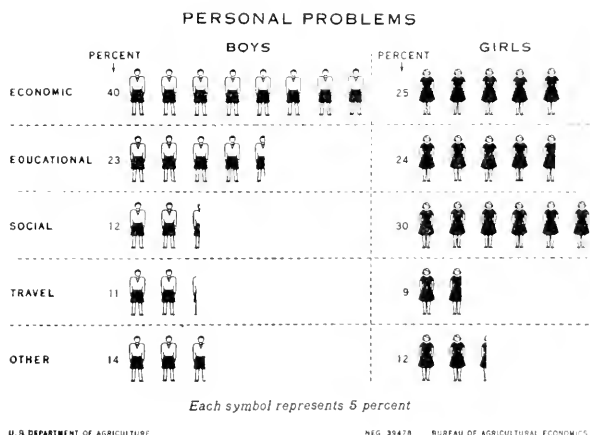 PERSONAL PROBLEMS
BOYS GIRLS
PERCENT PERCENT
ECONOMIC 40 25
EDUCATIONAL 23 24
SOCIAL 12 30
TRAVEL 11 9
OTHER 14 12
Each symbol represents 5 percent
U. S. DEPARTMENT OF AGRICULTURE NEG. 39478 BUREAU OF AGRICULTURAL ECONOMICS